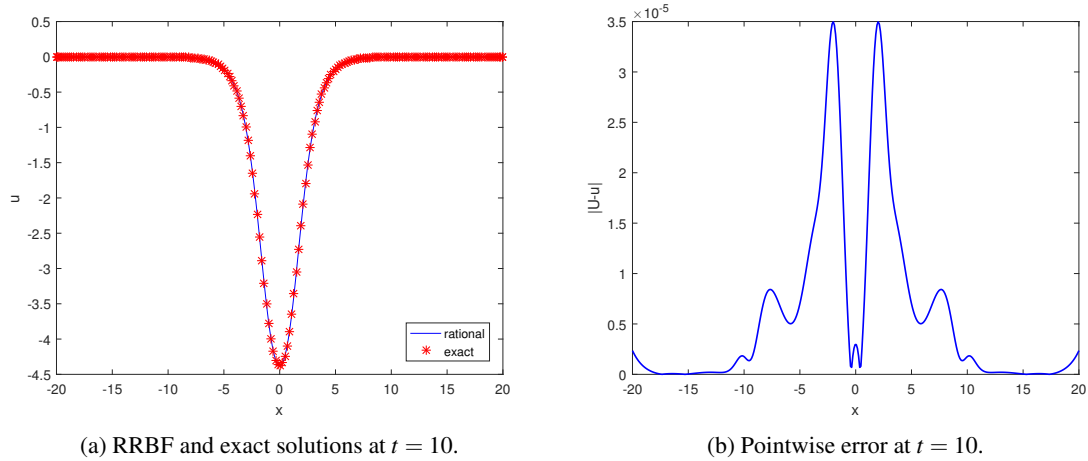 0.5
0
-0.5
-1
-1.5
-2
-2.5
-3
-3.5
-4
-4.5
u
-20 -15 -10 -5 0 5 10 15 20
x
rational
exact
(a) RRBF and exact solutions at t = 10.
×10⁻⁵
3.5
3
2.5
2
1.5
1
0.5
0
|U-u|
-20 -15 -10 -5 0 5 10 15 20
x
(b) Pointwise error at t = 10.